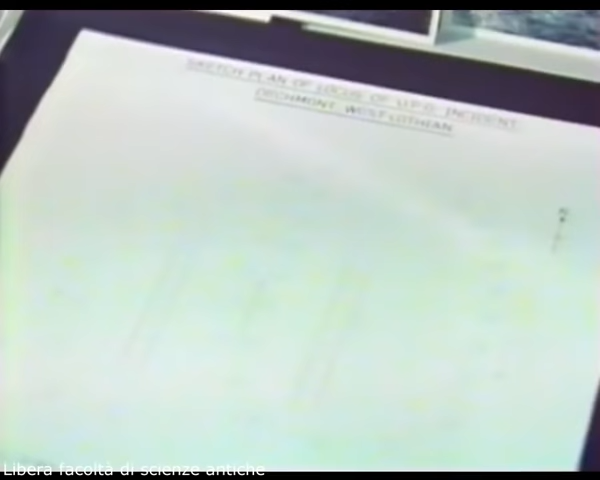 SKETCH PLAN OF LOCUS OF U.F.O. INCIDENT
DECHMONT, WEST LOTHIAN
Libera facoltà di scienze antiche